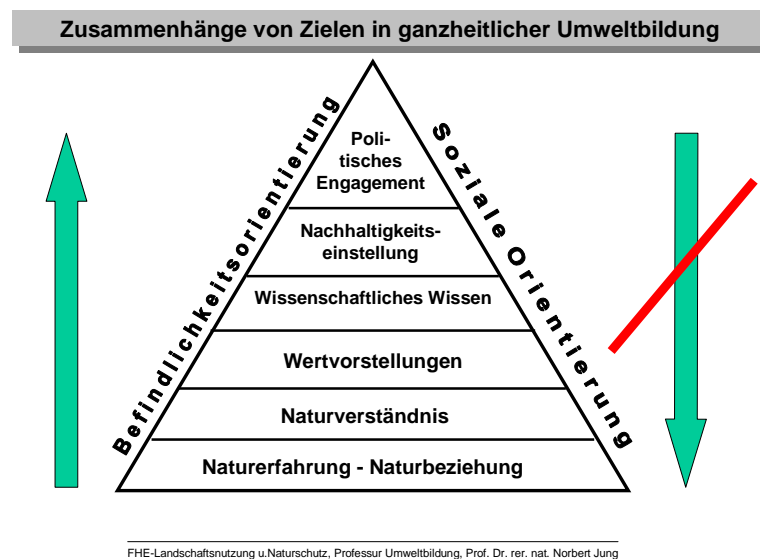 Zusammenhänge von Zielen in ganzheitlicher Umweltbildung
Befindlichkeitsorientierung
Soziale Orientierung
Poli-
tisches
Engagement
Nachhaltigkeits-
einstellung
Wissenschaftliches Wissen
Wertvorstellungen
Naturverständnis
Naturerfahrung - Naturbeziehung
FHE-Landschaftsnutzung u.Naturschutz, Professur Umweltbildung, Prof. Dr. rer. nat. Norbert Jung